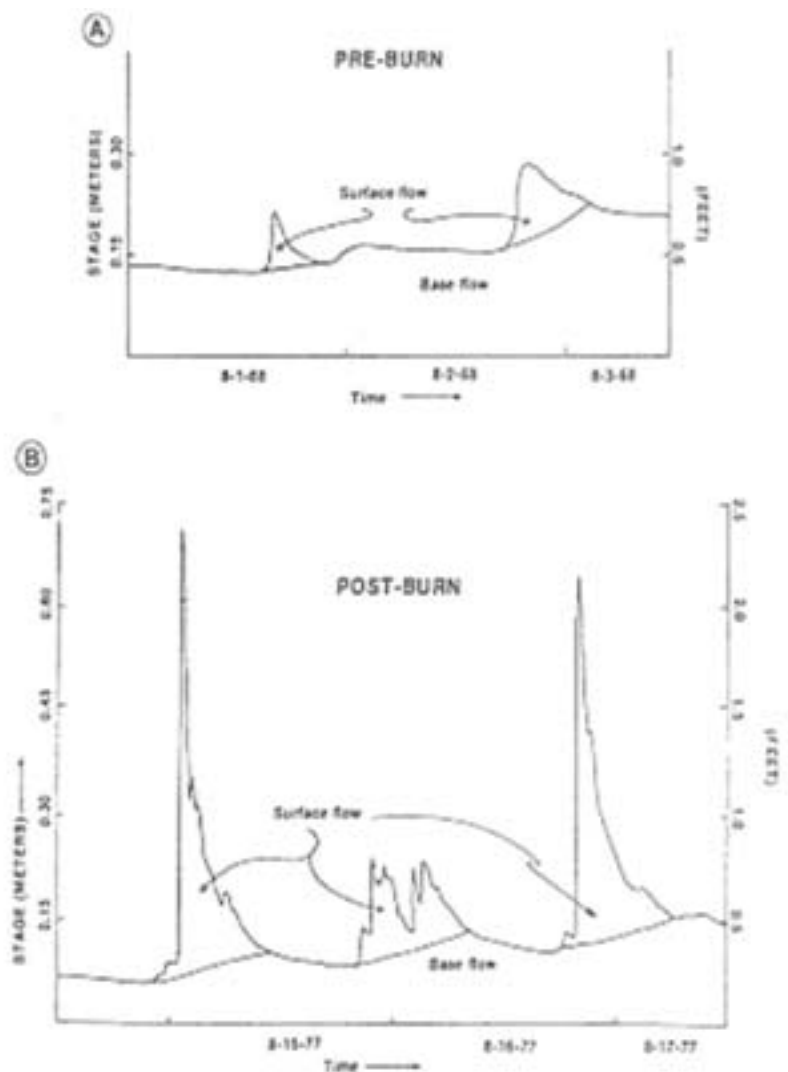 A
PRE-BURN
STAGE (METERS)
0.30
0.15
1.0
0.5
(FEET)
Surface flow
Base flow
8-1-68
8-2-68
8-3-68
Time
B
POST-BURN
STAGE (METERS)
0.75
0.60
0.45
0.30
0.15
2.5
2.0
1.5
1.0
0.5
(FEET)
Surface flow
Base flow
8-15-77
8-16-77
8-17-77
Time